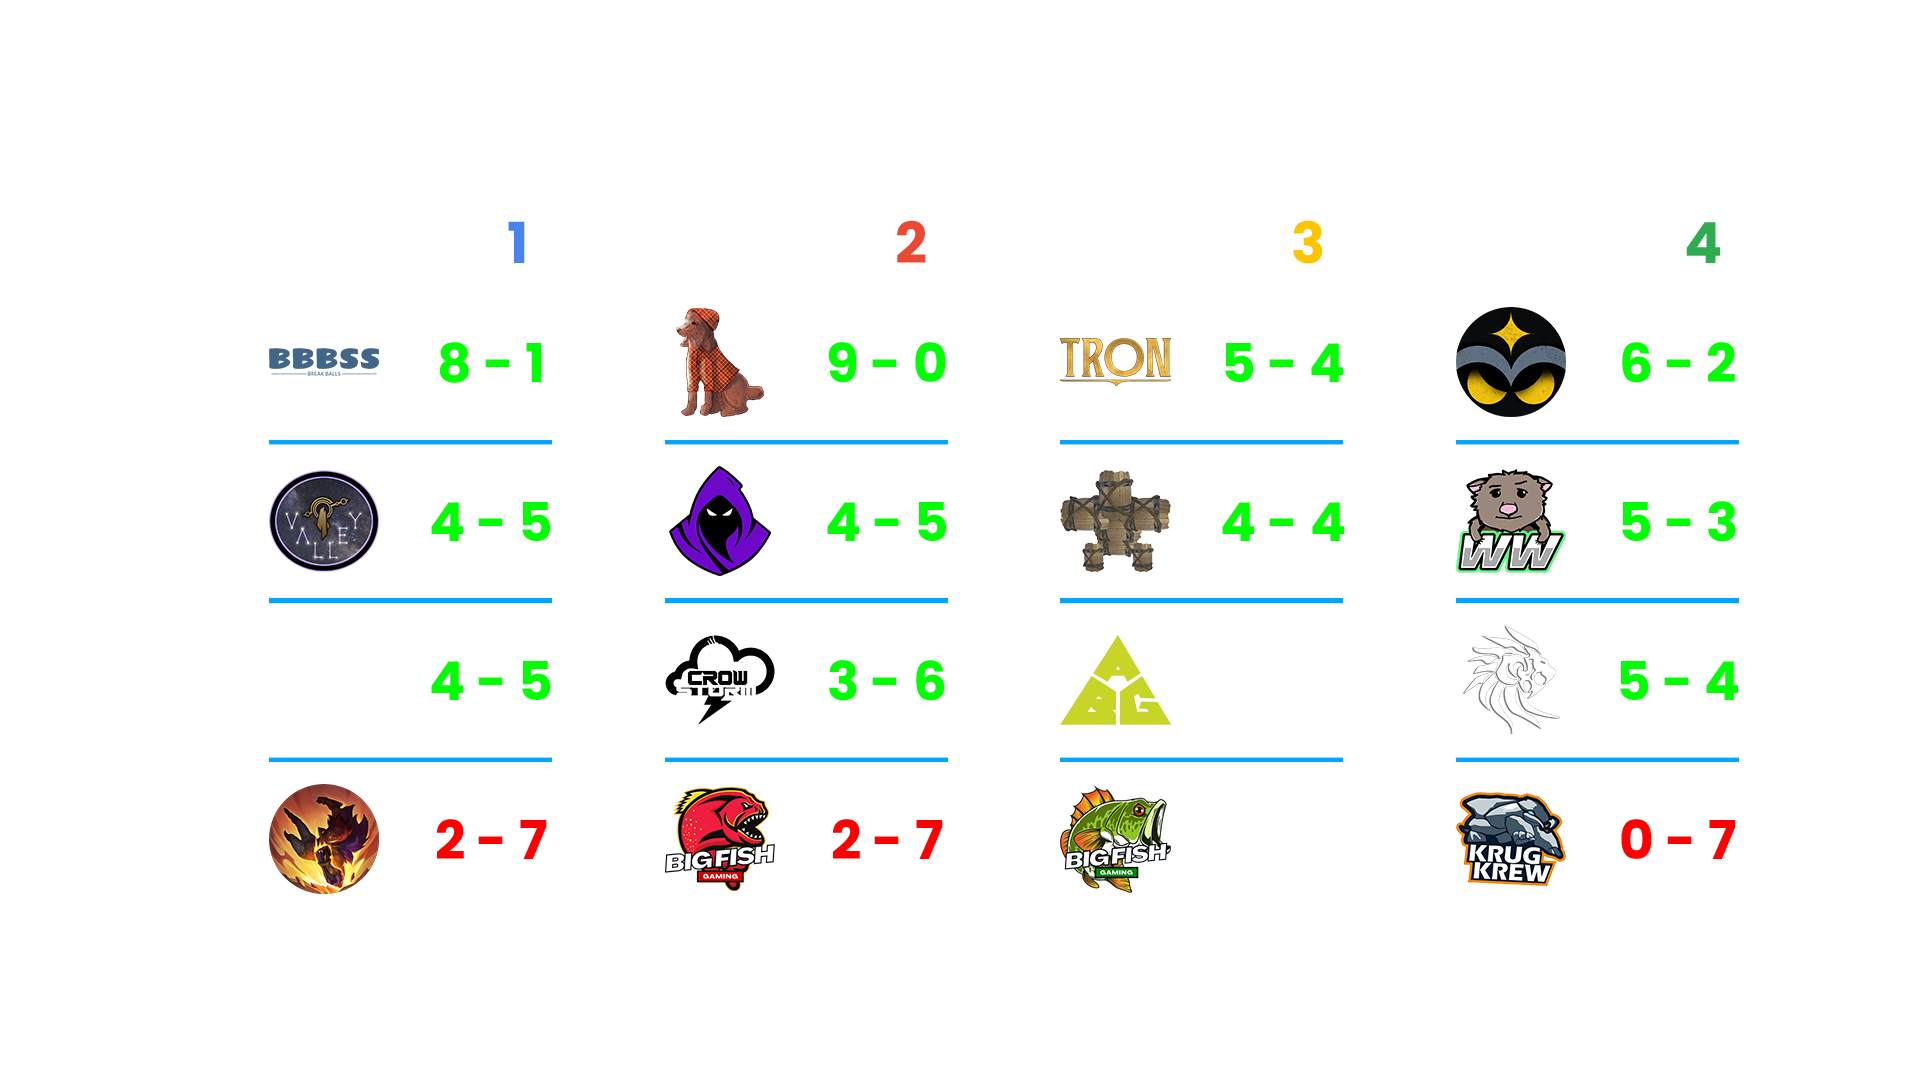 1 2 3 4
BBBSS 8 - 1 9 - 0 TRON 5 - 4 6 - 2
BREAK BALLS
VALLEY 4 - 5 4 - 5 4 - 4 WW 5 - 3
4 - 5 CROW STORM 3 - 6 ABG 5 - 4
2 - 7 BIG FISH GAMING 2 - 7 BIG FISH GAMING KRUG KREW 0 - 7